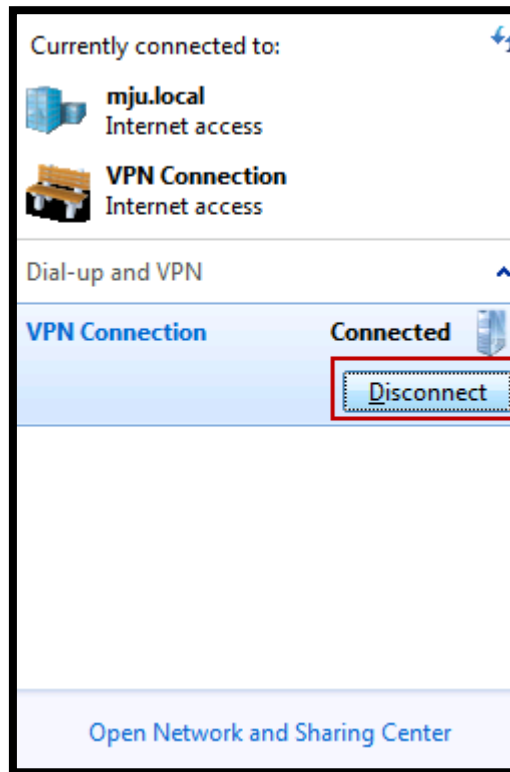 Currently connected to:
mju.local
Internet access
VPN Connection
Internet access
Dial-up and VPN
VPN Connection Connected
Disconnect
Open Network and Sharing Center